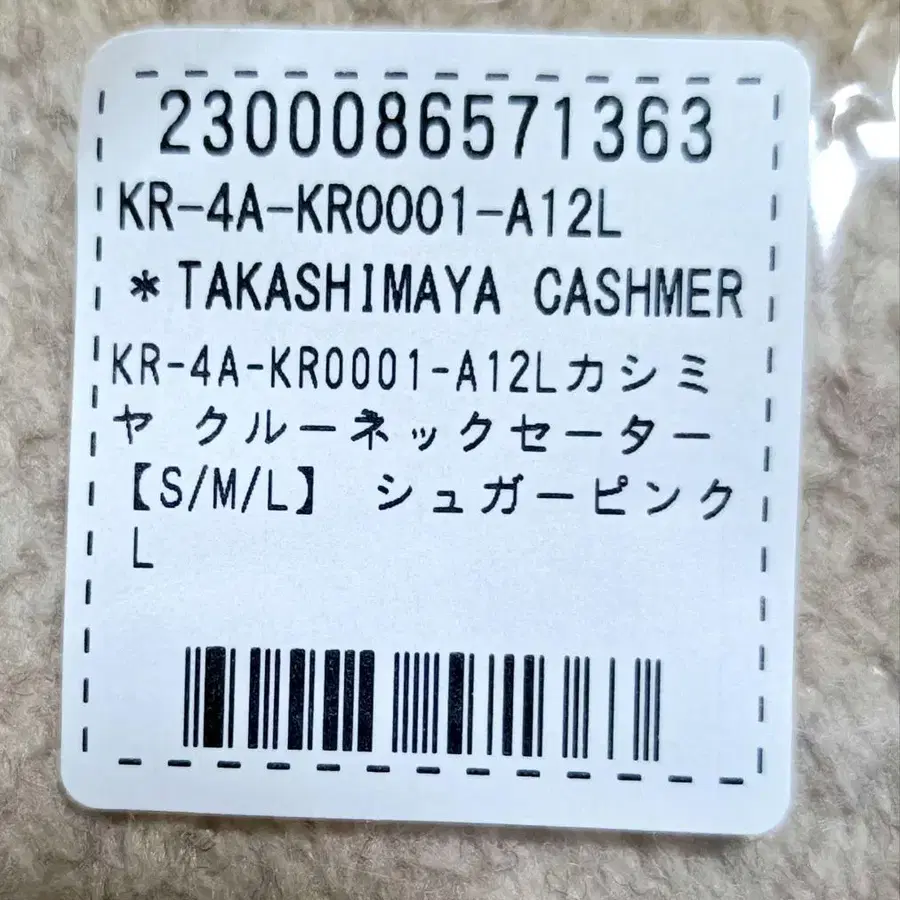 2300086571363
KR-4A-KR0001-A12L
*TAKASHIMAYA CASHMER
KR-4A-KR0001-A12Lカシミ
ヤ クルーネックセーター
【S/M/L】 シュガーピンク
L